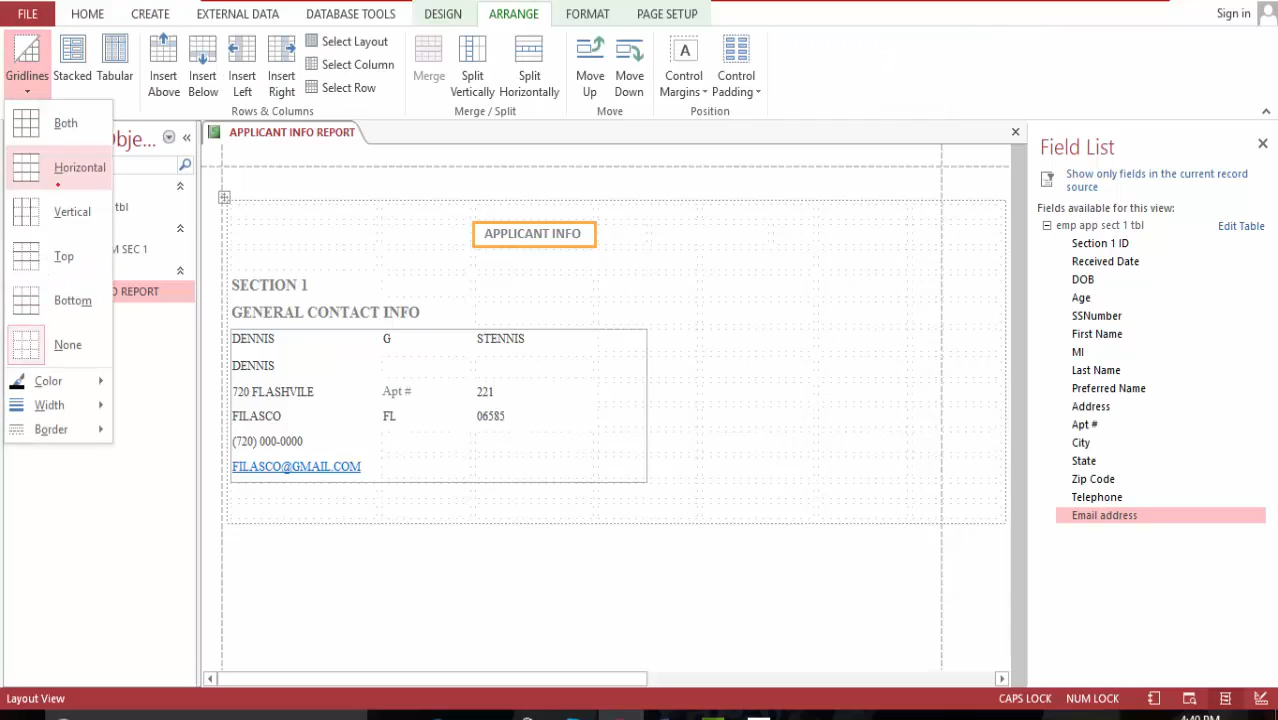 FILE HOME CREATE EXTERNAL DATA DATABASE TOOLS DESIGN ARRANGE FORMAT PAGE SETUP Sign in
Gridlines Stacked Tabular
Insert Above Insert Below Insert Left Insert Right
Select Layout
Select Column
Select Row
Merge Split Vertically Split Horizontally
Move Up Move Down
Control Margins Control Padding
Rows & Columns Merge / Split Move Position
Both
Horizontal
Vertical
Top
Bottom
None
Color
Width
Border
Obje...
tbl
M SEC 1
REPORT
APPLICANT INFO REPORT
APPLICANT INFO
SECTION 1
GENERAL CONTACT INFO
DENNIS G STENNIS
DENNIS
720 FLASHVILE Apt # 221
FILASCO FL 06585
(720) 000-0000
FILASCO@GMAIL.COM
Field List
Show only fields in the current record
source
Fields available for this view:
emp app sect 1 tbl Edit Table
Section 1 ID
Received Date
DOB
Age
SSNumber
First Name
MI
Last Name
Preferred Name
Address
Apt #
City
State
Zip Code
Telephone
Email address
Layout View CAPS LOCK NUM LOCK